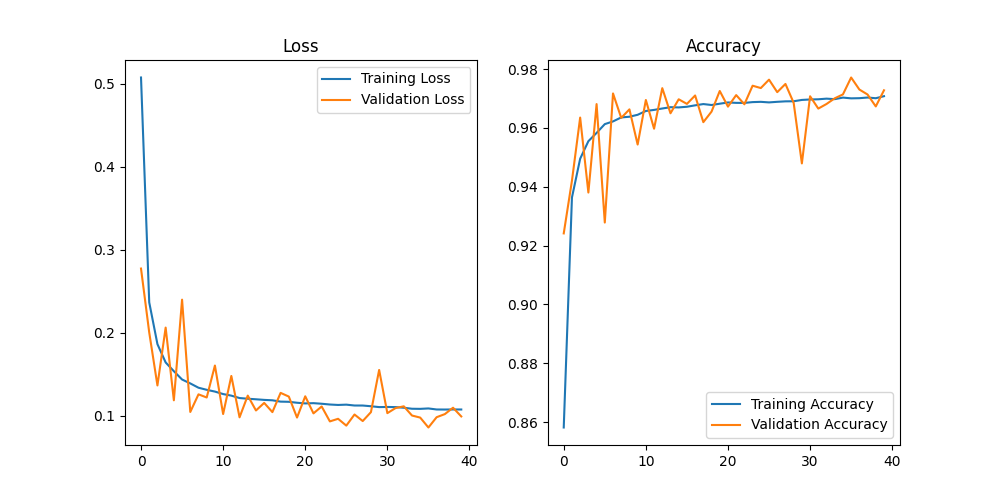 Loss
Training Loss
Validation Loss
0.5
0.4
0.3
0.2
0.1
0 10 20 30 40
Accuracy
0.98
0.96
0.94
0.92
0.90
0.88
0.86
Training Accuracy
Validation Accuracy
0 10 20 30 40